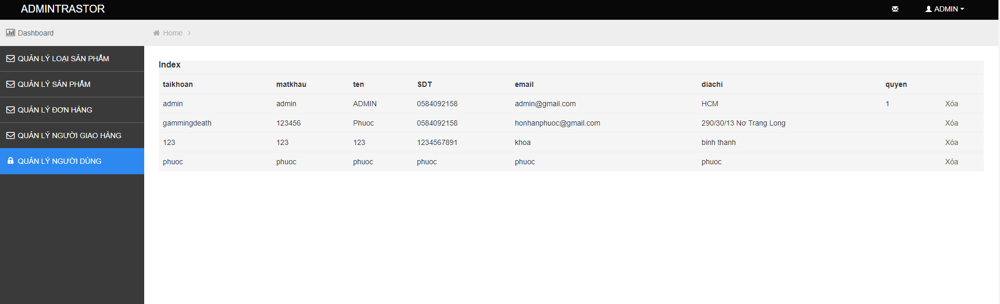 ADMINTRASTOR
ADMIN
Dashboard
Home
QUẢN LÝ LOẠI SẢN PHẨM
QUẢN LÝ SẢN PHẨM
QUẢN LÝ ĐƠN HÀNG
QUẢN LÝ NGƯỜI GIAO HÀNG
QUẢN LÝ NGƯỜI DÙNG
Index
taikhoan matkhau ten SDT email diachi quyen
admin admin ADMIN 0584092158 admin@gmail.com HCM 1 Xóa
gammingdeath 123456 Phuoc 0584092158 honhanphuoc@gmail.com 290/30/13 Nơ Trang Long Xóa
123 123 123 1234567891 khoa binh thanh Xóa
phuoc phuoc phuoc phuoc phuoc phuoc Xóa